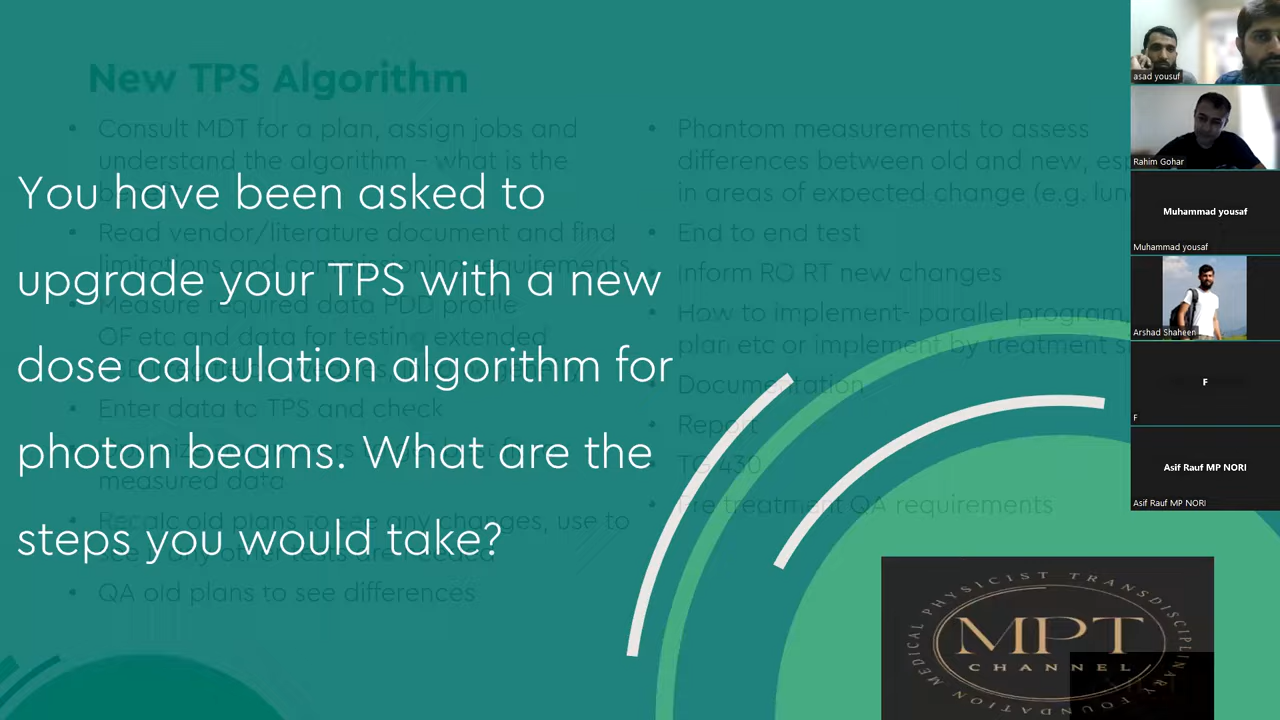 New TPS Algorithm
Consult MDT for a plan, assign jobs and
understand the algorithm – what is the
Read vendor/literature document and find
limitations and commissioning requirements
Measure required data PDD profile
OF etc and data for testing extended
Enter data to TPS and check
measured data
Recalc old plans to see any changes, use to
QA old plans to see differences
Phantom measurements to assess
differences between old and new, esp
in areas of expected change (e.g. lung
End to end test
Inform RO RT new changes
How to implement- parallel program,
plan etc or implement by treatment
Documentation
Report
TG 430
Pre treatment QA requirements
You have been asked to
upgrade your TPS with a new
dose calculation algorithm for
photon beams. What are the
steps you would take?
asad yousuf
Rahim Gohar
Muhammad yousaf
Muhammad yousaf
Arshad Shaheen
F
F
Asif Rauf MP NORI
Asif Rauf MP NORI
MEDICAL PHYSICIST TRANSDISCIPLINARY FOUNDATION
MPT
CHANNEL